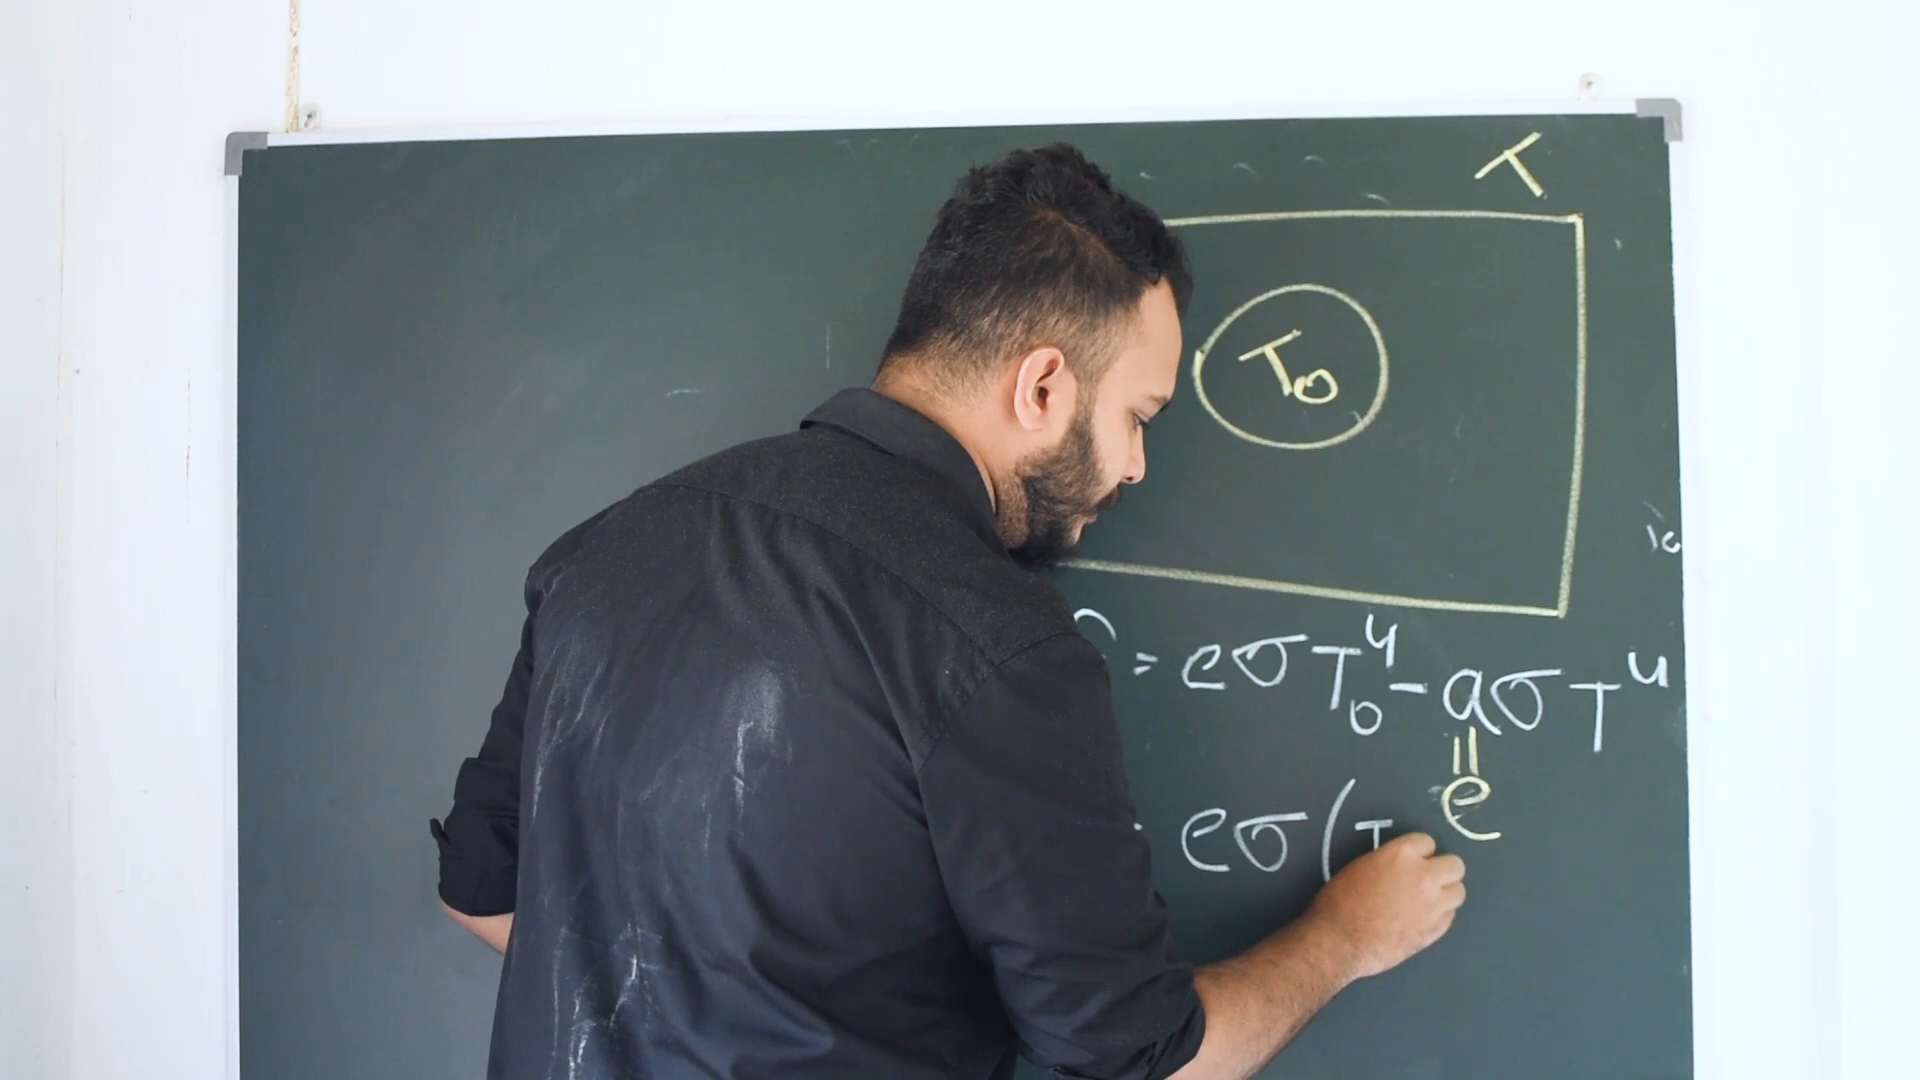 T
T₀
= eσT₀⁴ - aσT⁴
=
e
eσ(T